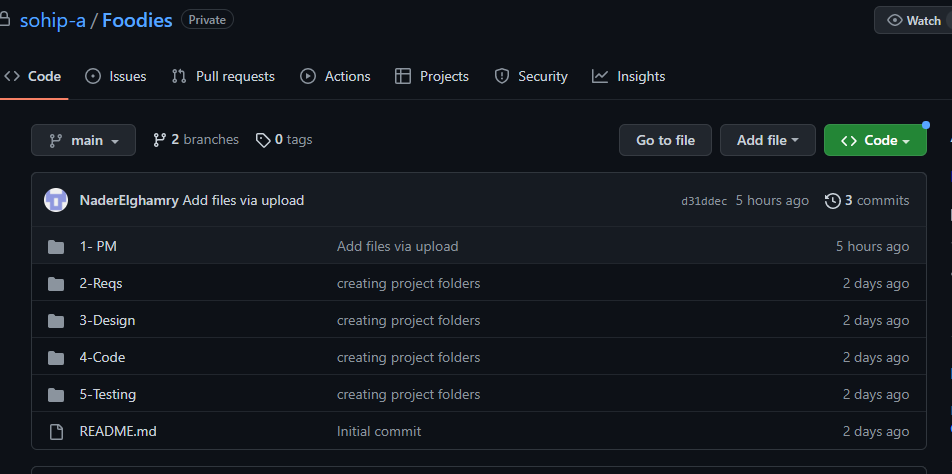 sohip-a / Foodies Private Watch
Code Issues Pull requests Actions Projects Security Insights
main 2 branches 0 tags Go to file Add file Code
NaderElghamry Add files via upload d31ddec 5 hours ago 3 commits
1- PM Add files via upload 5 hours ago
2-Reqs creating project folders 2 days ago
3-Design creating project folders 2 days ago
4-Code creating project folders 2 days ago
5-Testing creating project folders 2 days ago
README.md Initial commit 2 days ago